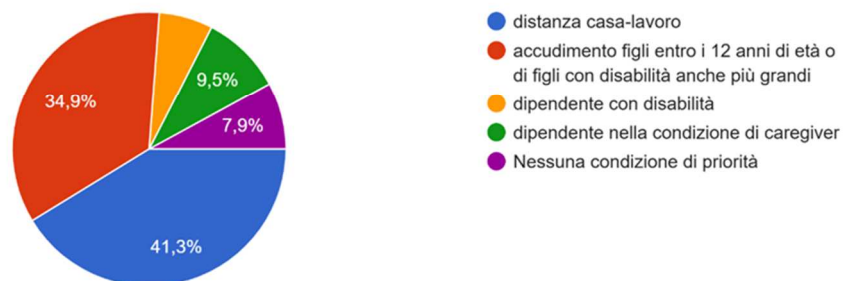 34,9%
9,5%
7,9%
41,3%
distanza casa-lavoro
accudimento figli entro i 12 anni di età o
di figli con disabilità anche più grandi
dipendente con disabilità
dipendente nella condizione di caregiver
Nessuna condizione di priorità